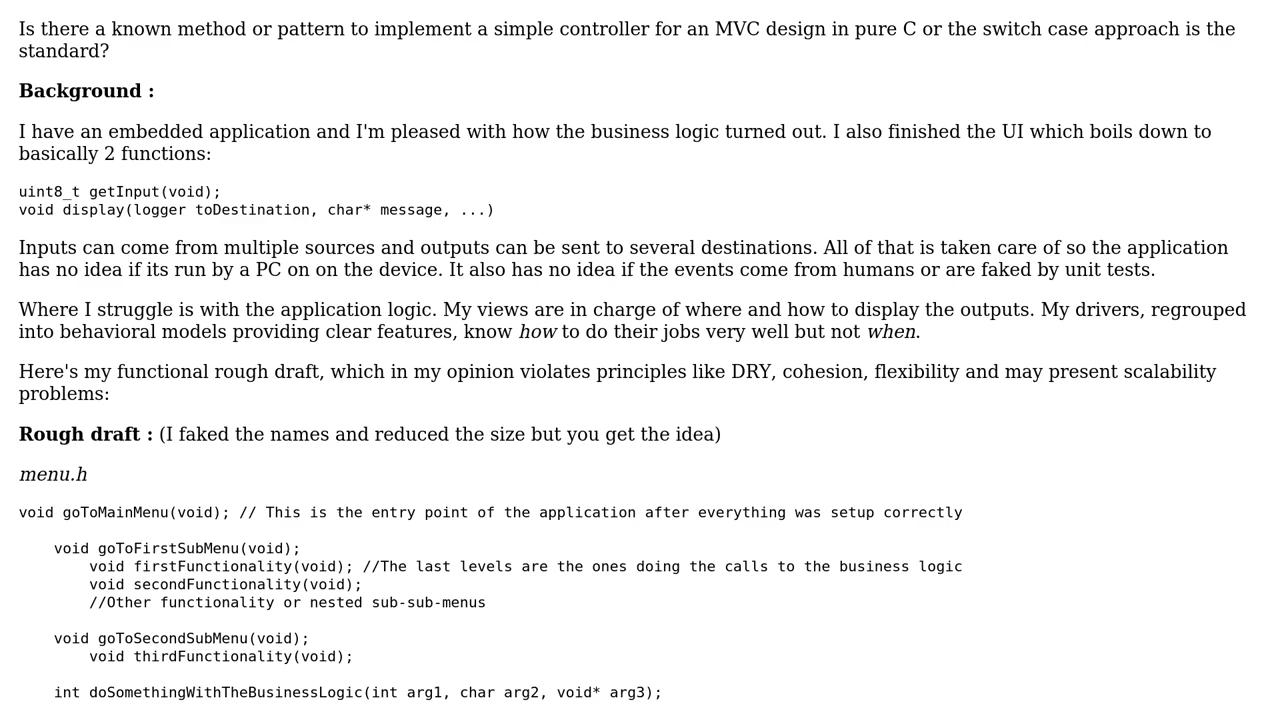 Is there a known method or pattern to implement a simple controller for an MVC design in pure C or the switch case approach is the
standard?
Background :
I have an embedded application and I'm pleased with how the business logic turned out. I also finished the UI which boils down to
basically 2 functions:
uint8_t getInput(void);
void display(logger toDestination, char* message, ...)
Inputs can come from multiple sources and outputs can be sent to several destinations. All of that is taken care of so the application
has no idea if its run by a PC on on the device. It also has no idea if the events come from humans or are faked by unit tests.
Where I struggle is with the application logic. My views are in charge of where and how to display the outputs. My drivers, regrouped
into behavioral models providing clear features, know how to do their jobs very well but not when.
Here's my functional rough draft, which in my opinion violates principles like DRY, cohesion, flexibility and may present scalability
problems:
Rough draft : (I faked the names and reduced the size but you get the idea)
menu.h
void goToMainMenu(void); // This is the entry point of the application after everything was setup correctly
    void goToFirstSubMenu(void);
        void firstFunctionality(void); //The last levels are the ones doing the calls to the business logic
        void secondFunctionality(void);
        //Other functionality or nested sub-sub-menus
    void goToSecondSubMenu(void);
        void thirdFunctionality(void);
    int doSomethingWithTheBusinessLogic(int arg1, char arg2, void* arg3);